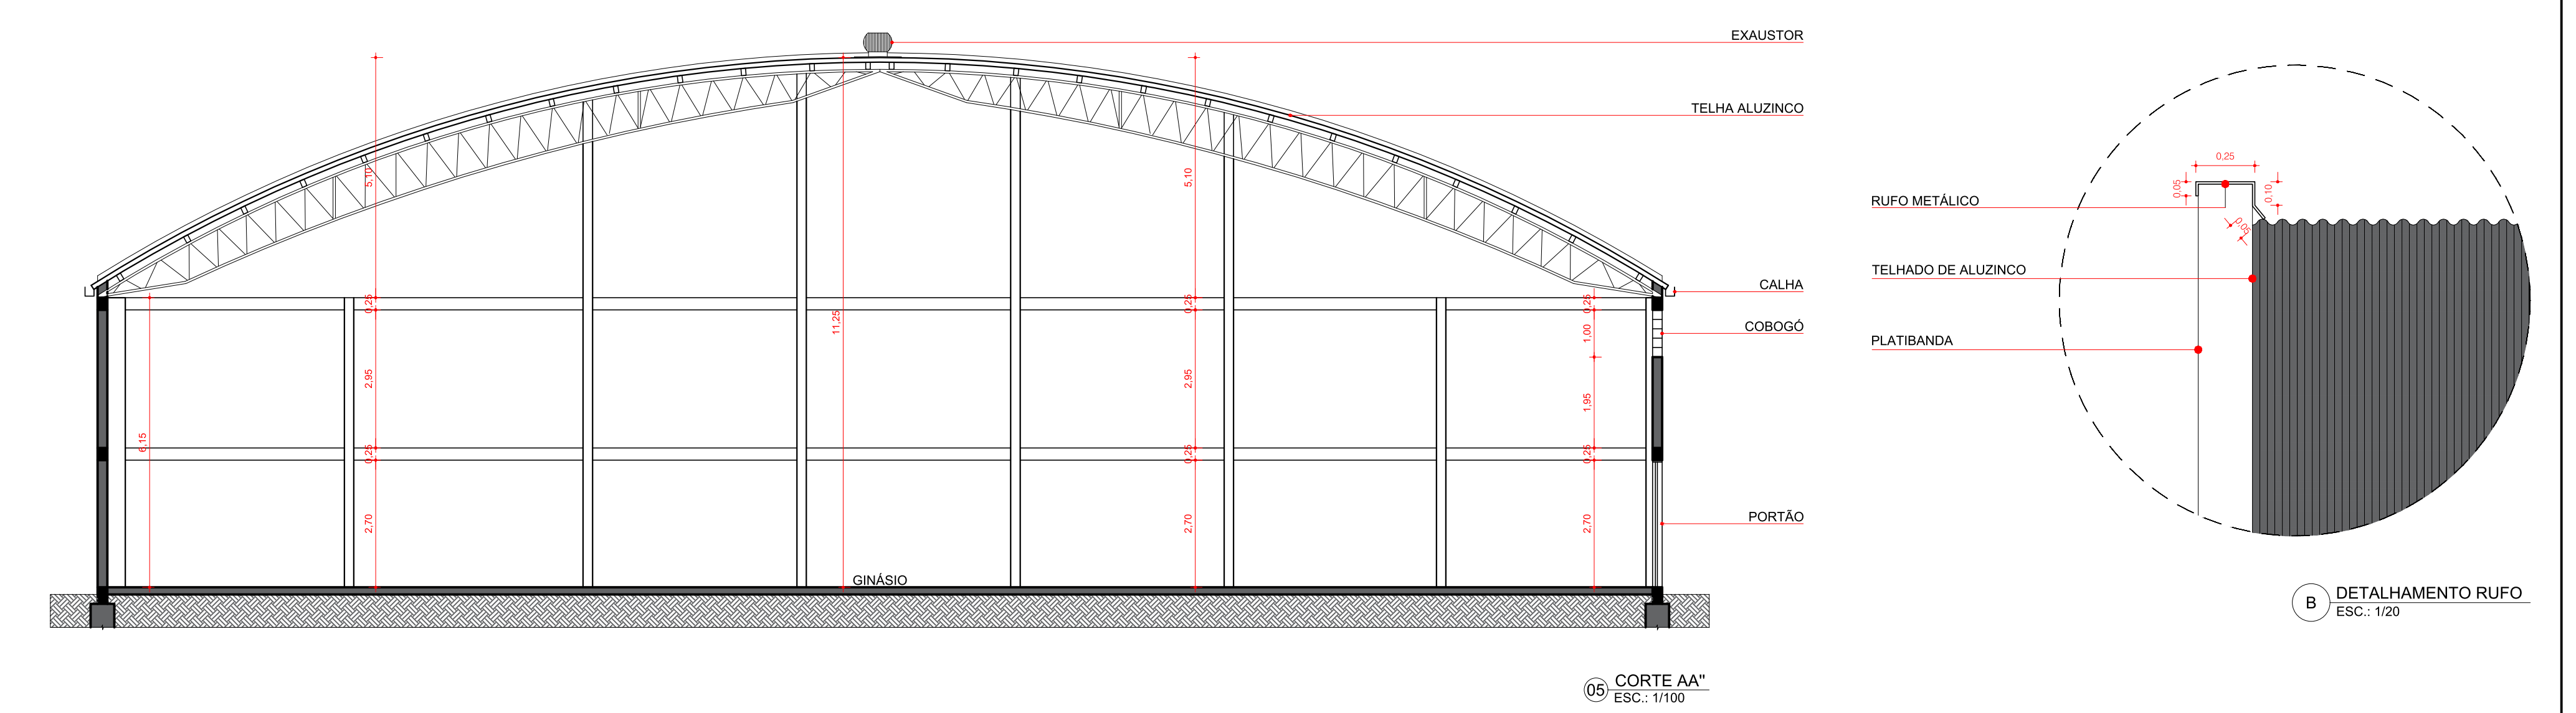 EXAUSTOR
TELHA ALUZINCO
5,10
5,10
CALHA
0,25
0,25
0,25
11,25
1,00
COBOGÓ
2,95
2,95
1,95
6,15
0,25
0,25
0,25
2,70
2,70
2,70
PORTÃO
GINÁSIO
05
CORTE AA"
ESC.: 1/100
0,25
0,05
0,10
0,05
RUFO METÁLICO
TELHADO DE ALUZINCO
PLATIBANDA
B
DETALHAMENTO RUFO
ESC.: 1/20